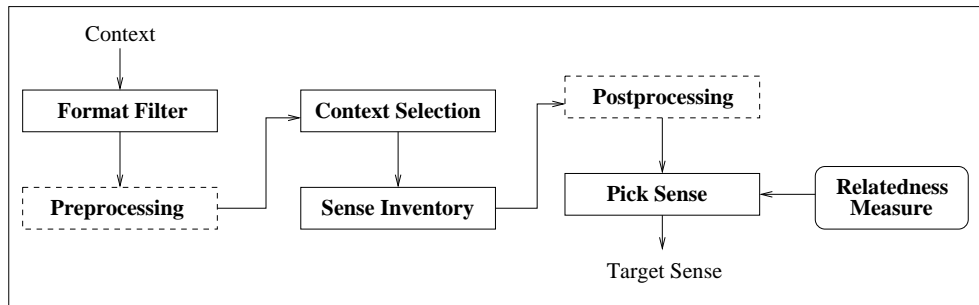 Context
Format Filter
Preprocessing
Context Selection
Sense Inventory
Postprocessing
Pick Sense
Relatedness
Measure
Target Sense